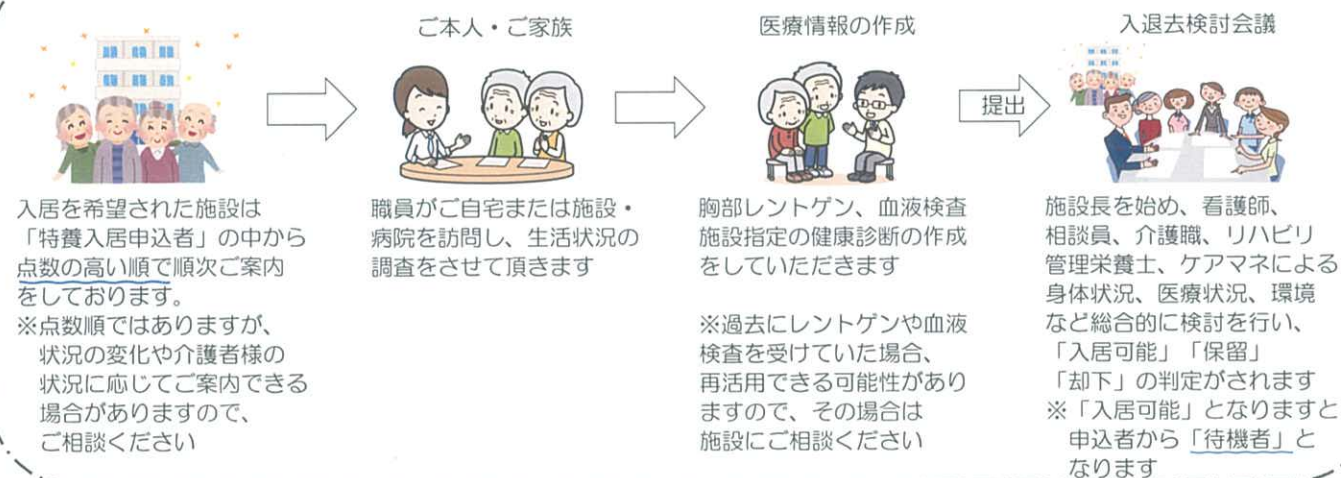 入居を希望された施設は
「特養入居申込者」の中から
点数の高い順で順次ご案内
をしております。
※点数順ではありますが、
状況の変化や介護者様の
状況に応じてご案内できる
場合がありますので、
ご相談ください
ご本人・ご家族
職員がご自宅または施設・
病院を訪問し、生活状況の
調査をさせて頂きます
医療情報の作成
胸部レントゲン、血液検査
施設指定の健康診断の作成
をしていただきます
※過去にレントゲンや血液
検査を受けていた場合、
再活用できる可能性があり
ますので、その場合は
施設にご相談ください
提出
入退去検討会議
施設長を始め、看護師、
相談員、介護職、リハビリ
管理栄養士、ケアマネによる
身体状況、医療状況、環境
など総合的に検討を行い、
「入居可能」「保留」
「却下」の判定がされます
※「入居可能」となりますと
申込者から「待機者」と
なります